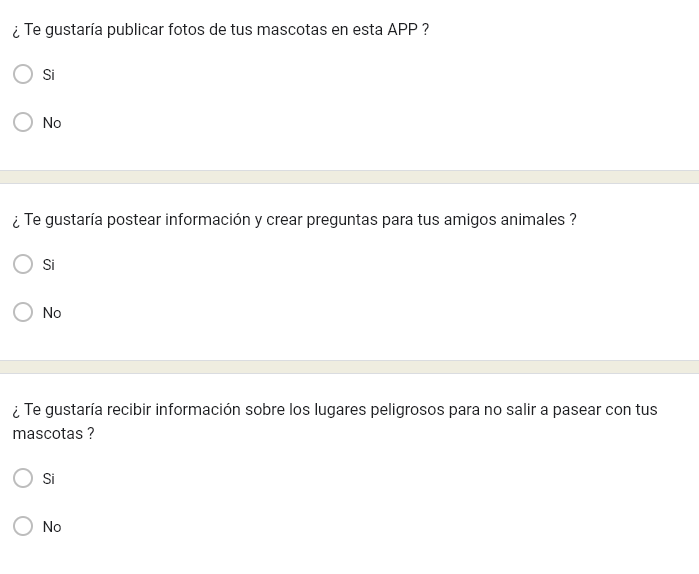 ¿ Te gustaría publicar fotos de tus mascotas en esta APP ?
Si
No
¿ Te gustaría postear información y crear preguntas para tus amigos animales ?
Si
No
¿ Te gustaría recibir información sobre los lugares peligrosos para no salir a pasear con tus
mascotas ?
Si
No